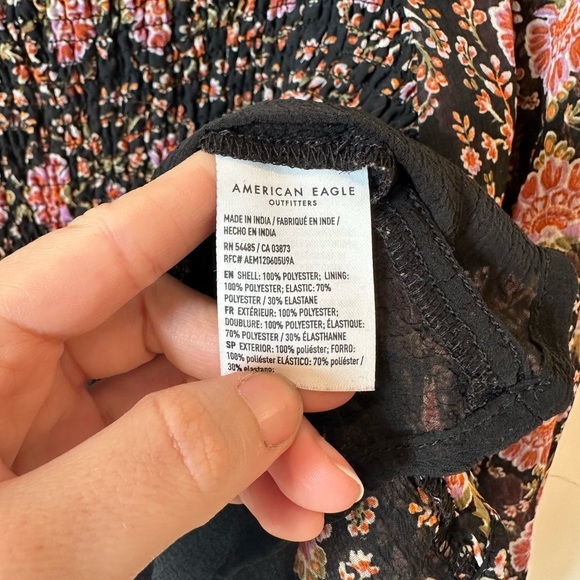 AMERICAN EAGLE
OUTFITTERS
MADE IN INDIA / FABRIQUÉ EN INDE /
HECHO EN INDIA
RN 54485 / CA 03873
RFC# AEM120605U9A
EN SHELL: 100% POLYESTER; LINING:
100% POLYESTER; ELASTIC: 70%
POLYESTER / 30% ELASTANE
FR EXTÉRIEUR: 100% POLYESTER;
DOUBLURE: 100% POLYESTER; ÉLASTIQUE:
70% POLYESTER / 30% ÉLASTHANNE
SP EXTERIOR: 100% poliéster; FORRO:
100% poliéster ELÁSTICO: 70% poliéster /
30% elastano;